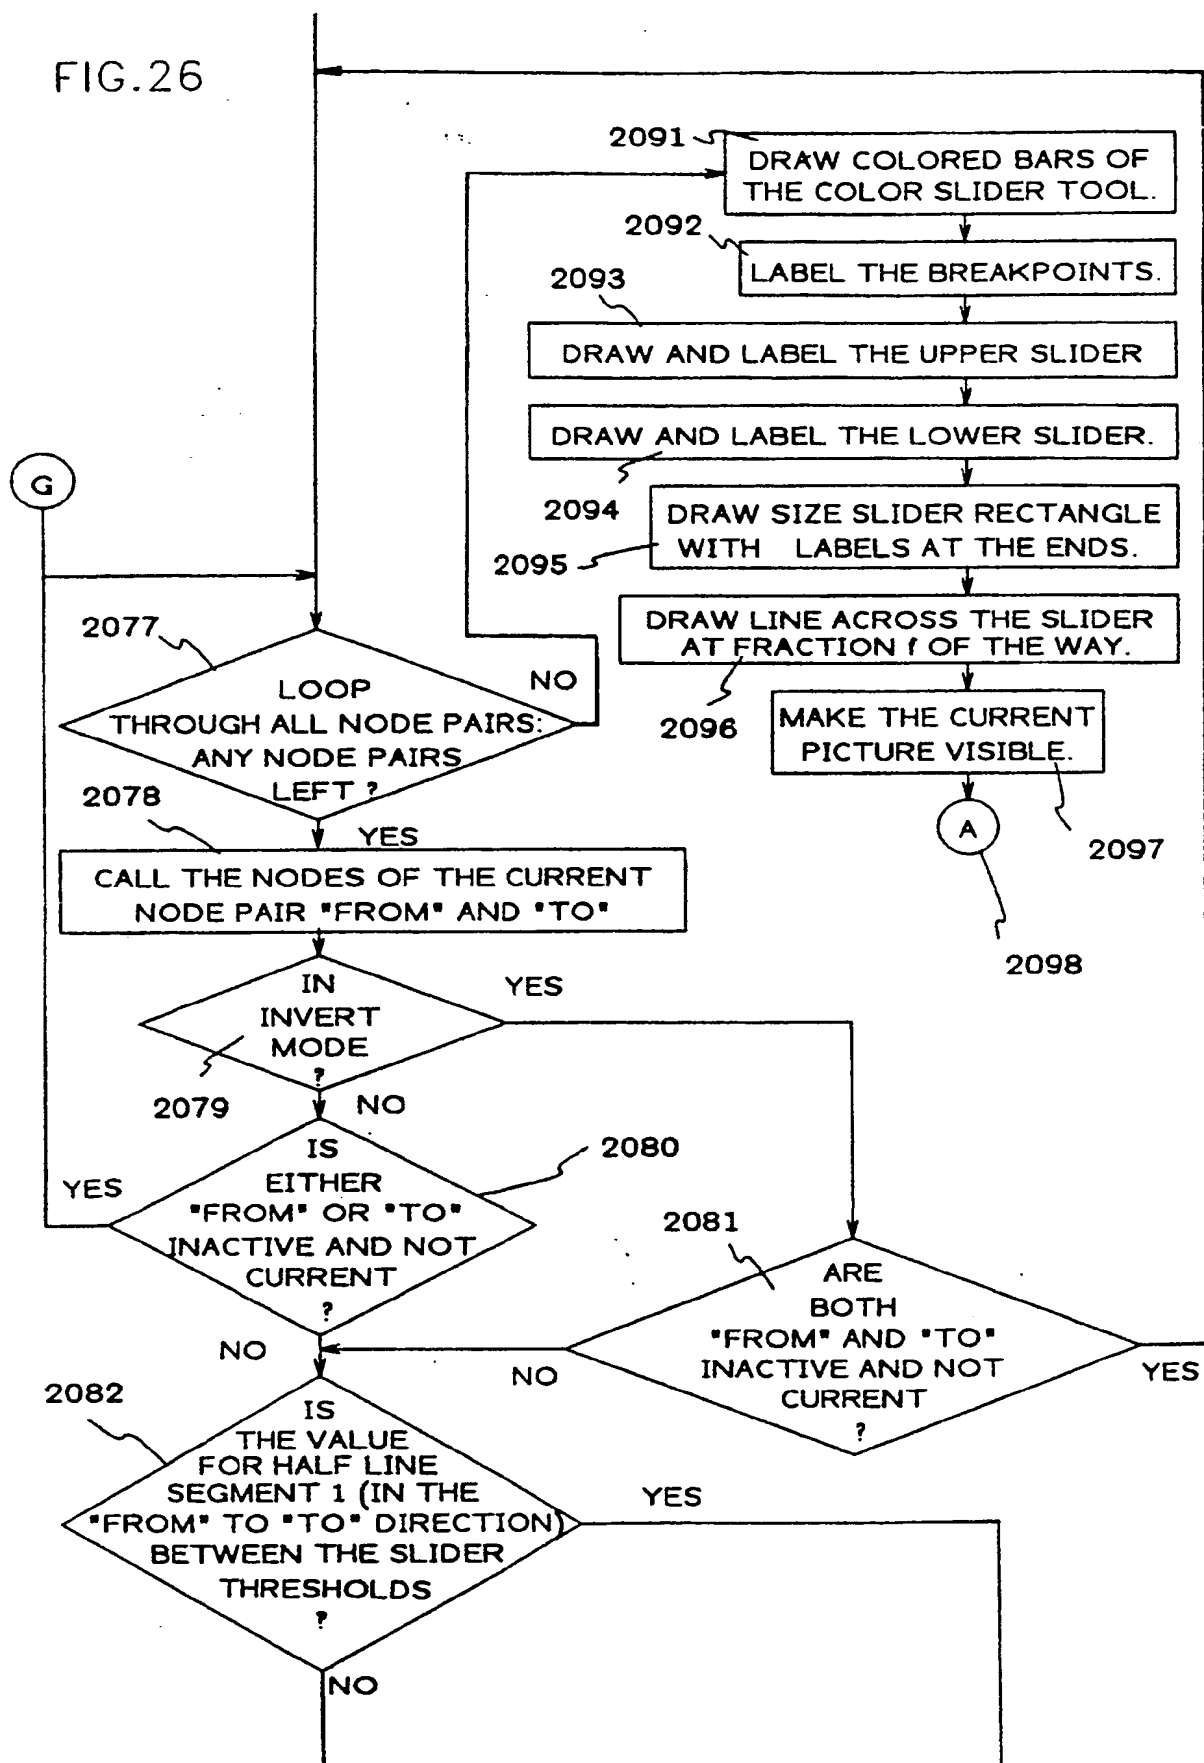 FIG.26
2091
DRAW COLORED BARS OF
THE COLOR SLIDER TOOL.
2092
LABEL THE BREAKPOINTS.
2093
DRAW AND LABEL THE UPPER SLIDER
DRAW AND LABEL THE LOWER SLIDER.
2094
DRAW SIZE SLIDER RECTANGLE
WITH LABELS AT THE ENDS.
2095
DRAW LINE ACROSS THE SLIDER
AT FRACTION f OF THE WAY.
2096
MAKE THE CURRENT
PICTURE VISIBLE.
2097
A
2098
G
2077
LOOP
THROUGH ALL NODE PAIRS:
ANY NODE PAIRS
LEFT ?
NO
YES
2078
CALL THE NODES OF THE CURRENT
NODE PAIR "FROM" AND "TO"
IN
INVERT
MODE
?
YES
2079
NO
IS
EITHER
"FROM" OR "TO"
INACTIVE AND NOT
CURRENT
?
2080
YES
NO
2081
ARE
BOTH
"FROM" AND "TO"
INACTIVE AND NOT
CURRENT
?
NO
YES
2082
IS
THE VALUE
FOR HALF LINE
SEGMENT 1 (IN THE
"FROM" TO "TO" DIRECTION)
BETWEEN THE SLIDER
THRESHOLDS
?
YES
NO